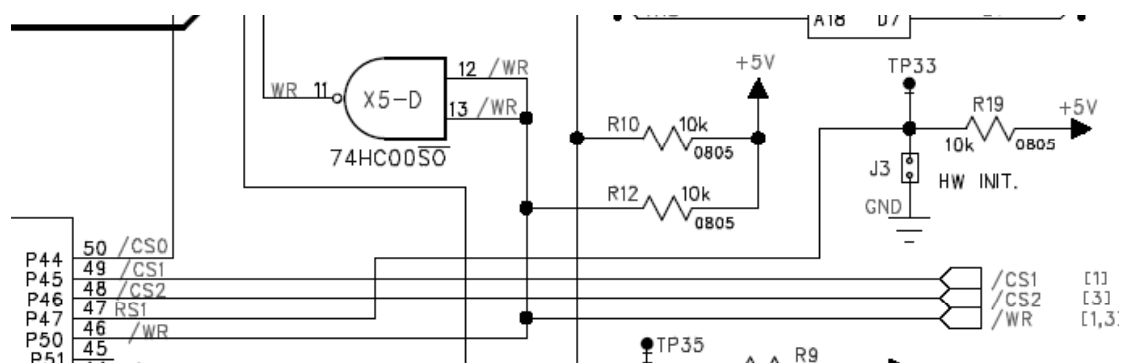 A18 D7
+5V
TP33
12 /WR
WR 11
X5-D
13 /WR
R10 10k
0805
R19
+5V
10k 0805
74HC00SO
J3
HW INIT.
R12 10k
0805
GND
50 /CS0
P44
49 /CS1
P45
48 /CS2
P46
47 RS1
P47
46 /WR
P50
45
P51
/CS1 [1]
/CS2 [3]
/WR [1,3
TP35
R9